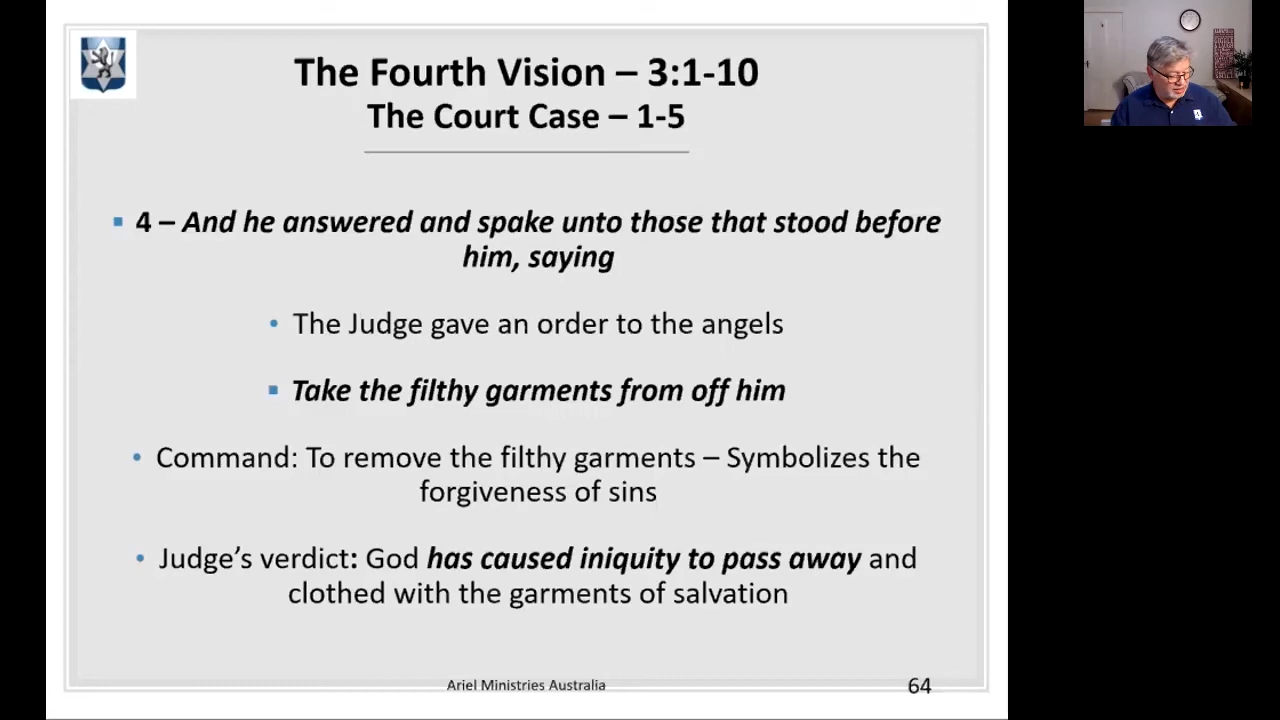 The Fourth Vision – 3:1-10
The Court Case – 1-5
▪ 4 – And he answered and spake unto those that stood before
him, saying
• The Judge gave an order to the angels
▪ Take the filthy garments from off him
• Command: To remove the filthy garments – Symbolizes the
forgiveness of sins
• Judge’s verdict: God has caused iniquity to pass away and
clothed with the garments of salvation
Ariel Ministries Australia
64